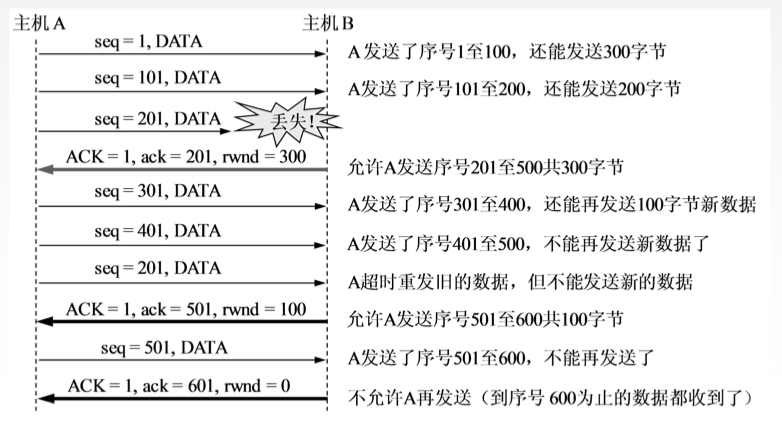 主机A 主机B
seq = 1, DATA A发送了序号1至100，还能发送300字节
seq = 101, DATA A发送了序号101至200，还能发送200字节
seq = 201, DATA 丢失!
ACK = 1, ack = 201, rwnd = 300 允许A发送序号201至500共300字节
seq = 301, DATA A发送了序号301至400，还能再发送100字节新数据
seq = 401, DATA A发送了序号401至500，不能再发送新数据了
seq = 201, DATA A超时重发旧的数据，但不能发送新的数据
ACK = 1, ack = 501, rwnd = 100 允许A发送序号501至600共100字节
seq = 501, DATA A发送了序号501至600，不能再发送了
ACK = 1, ack = 601, rwnd = 0 不允许A再发送（到序号 600为止的数据都收到了）